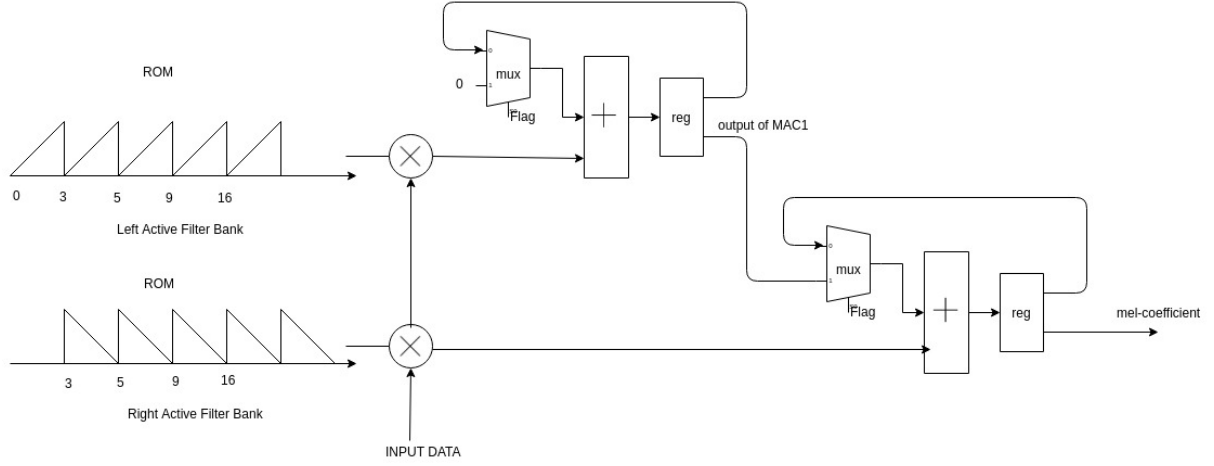 ROM
0 3 5 9 16
Left Active Filter Bank
ROM
3 5 9 16
Right Active Filter Bank
INPUT DATA
0
mux
0
1
Flag
reg
output of MAC1
mux
0
1
Flag
reg
mel-coefficient